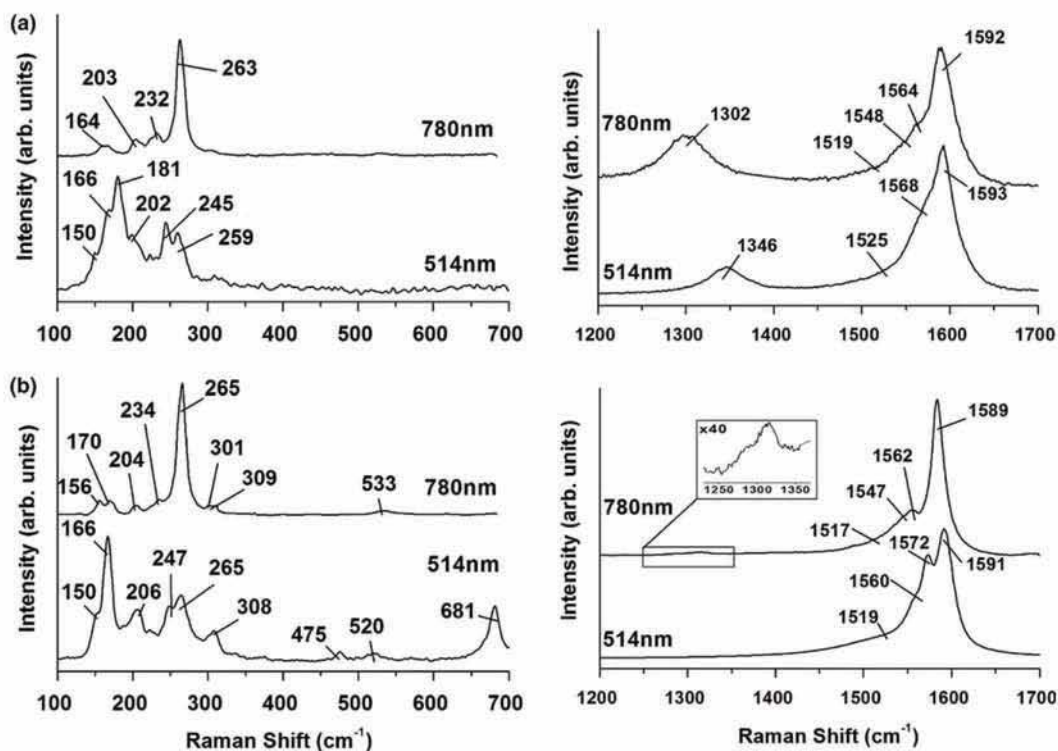 (a)
Intensity (arb. units)
164
203
232
263
780nm
150
166
181
202
245
259
514nm
100 200 300 400 500 600 700
Intensity (arb. units)
780nm
1302
1519
1548
1564
1592
514nm
1346
1525
1568
1593
1200 1300 1400 1500 1600 1700
(b)
Intensity (arb. units)
156
170
204
234
265
301
309
533
780nm
150
166
206
247
265
308
475
520
681
514nm
100 200 300 400 500 600 700
Raman Shift (cm⁻¹)
Intensity (arb. units)
x40
1250 1300 1350
780nm
1517
1547
1562
1589
514nm
1519
1560
1572
1591
1200 1300 1400 1500 1600 1700
Raman Shift (cm⁻¹)